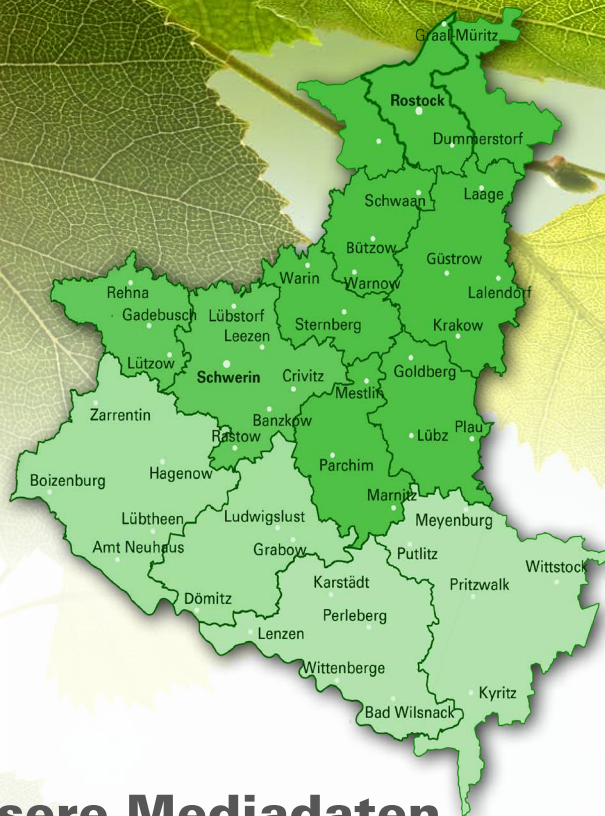 Graal-Müritz
Rostock
Dummerstorf
Schwaan
Laage
Bützow
Güstrow
Warin
Warnow
Lalendorf
Rehna
Gadebusch
Lübstorf
Sternberg
Krakow
Leezen
Lützow
Schwerin
Crivitz
Goldberg
Mestlin
Zarrentin
Banzkow
Rastow
Lübz
Plau
Parchim
Boizenburg
Hagenow
Marnitz
Lübtheen
Ludwigslust
Meyenburg
Amt Neuhaus
Grabow
Putlitz
Wittstock
Karstädt
Pritzwalk
Dömitz
Perleberg
Lenzen
Wittenberge
Kyritz
Bad Wilsnack
sere Mediadaten